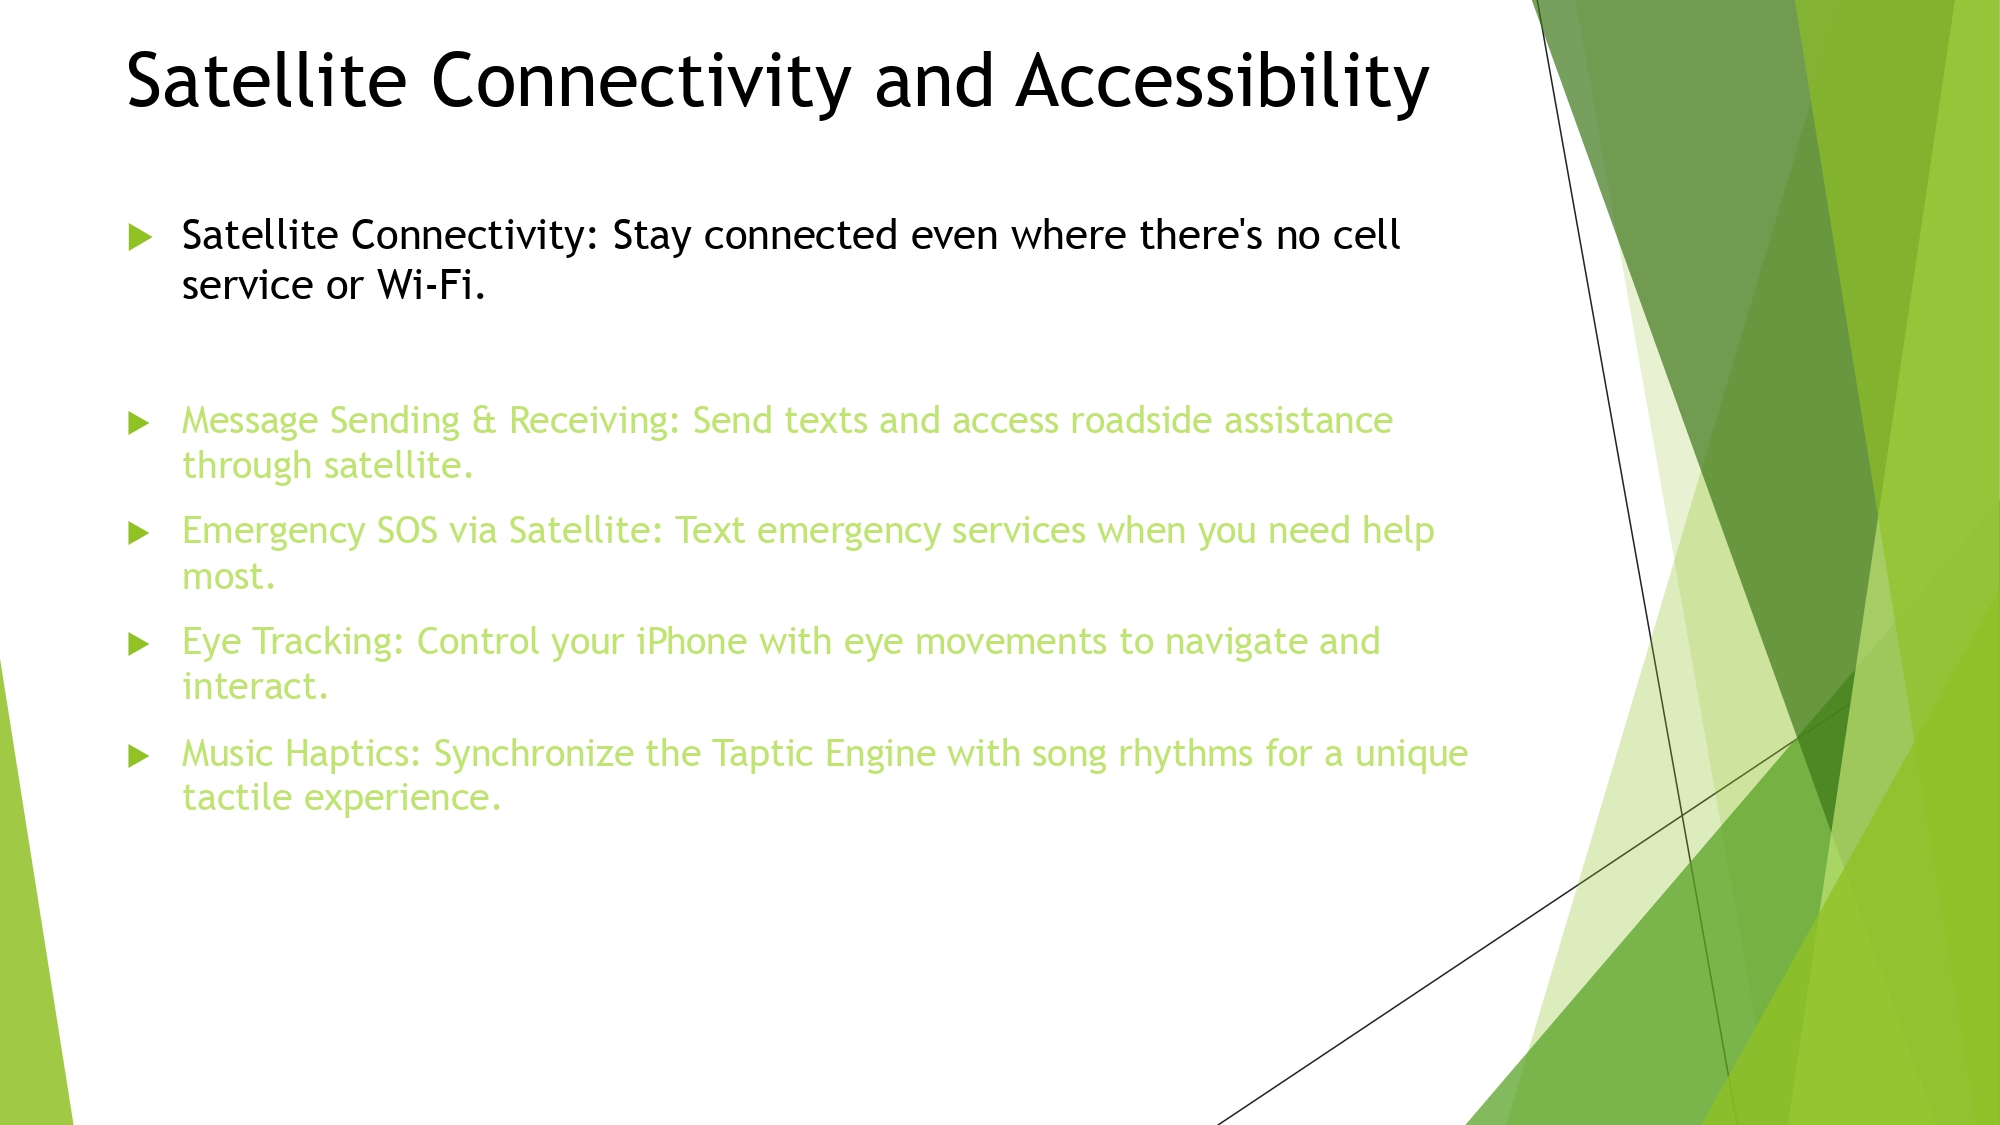 Satellite Connectivity and Accessibility
Satellite Connectivity: Stay connected even where there's no cell
service or Wi-Fi.
Message Sending & Receiving: Send texts and access roadside assistance
through satellite.
Emergency SOS via Satellite: Text emergency services when you need help
most.
Eye Tracking: Control your iPhone with eye movements to navigate and
interact.
Music Haptics: Synchronize the Taptic Engine with song rhythms for a unique
tactile experience.